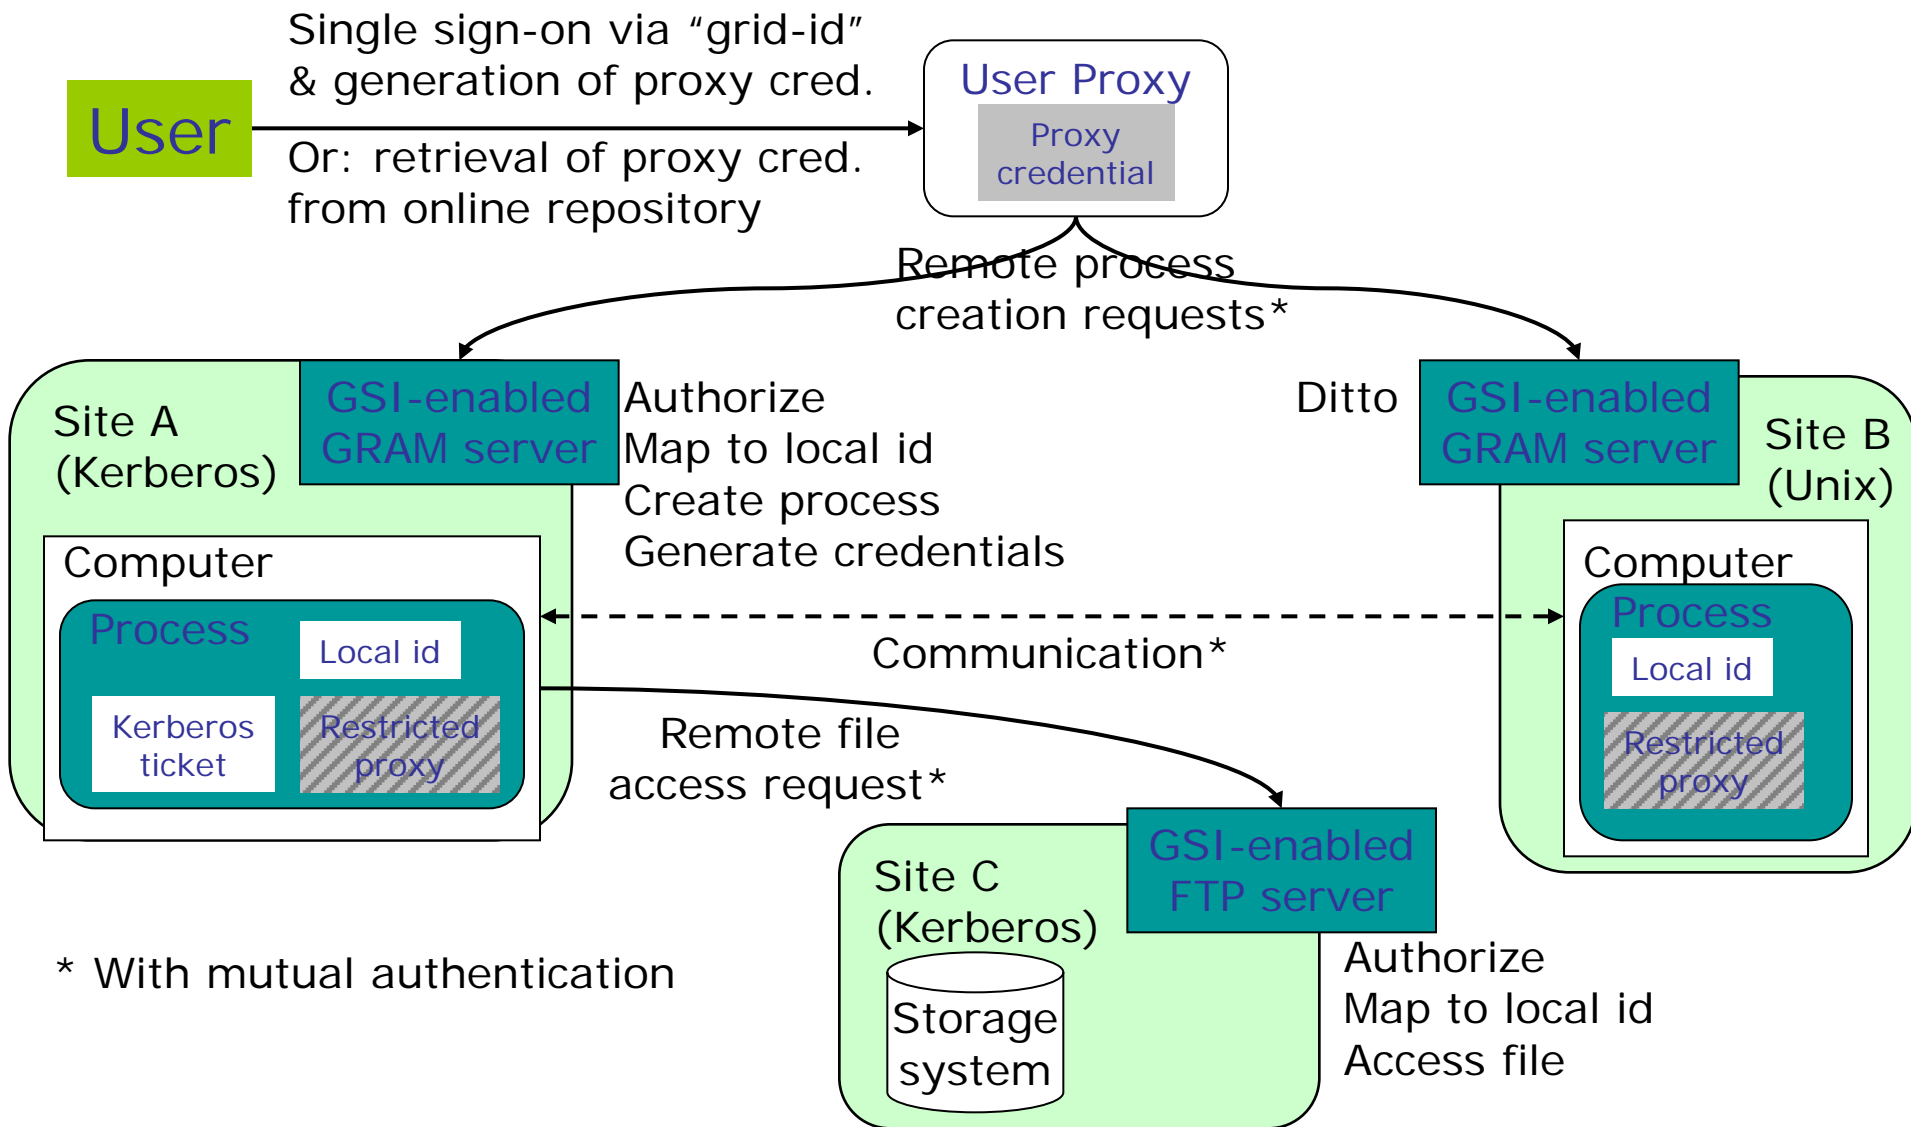 Single sign-on via “grid-id”
& generation of proxy cred.
User
Or: retrieval of proxy cred.
from online repository
User Proxy
Proxy
credential
Remote process
creation requests*
Site A
(Kerberos)
GSI-enabled
GRAM server
Authorize
Map to local id
Create process
Generate credentials
Ditto
GSI-enabled
GRAM server
Site B
(Unix)
Computer
Process
Local id
Kerberos
ticket
Restricted
proxy
Communication*
Computer
Process
Local id
Restricted
proxy
Remote file
access request*
Site C
(Kerberos)
GSI-enabled
FTP server
Storage
system
Authorize
Map to local id
Access file
* With mutual authentication